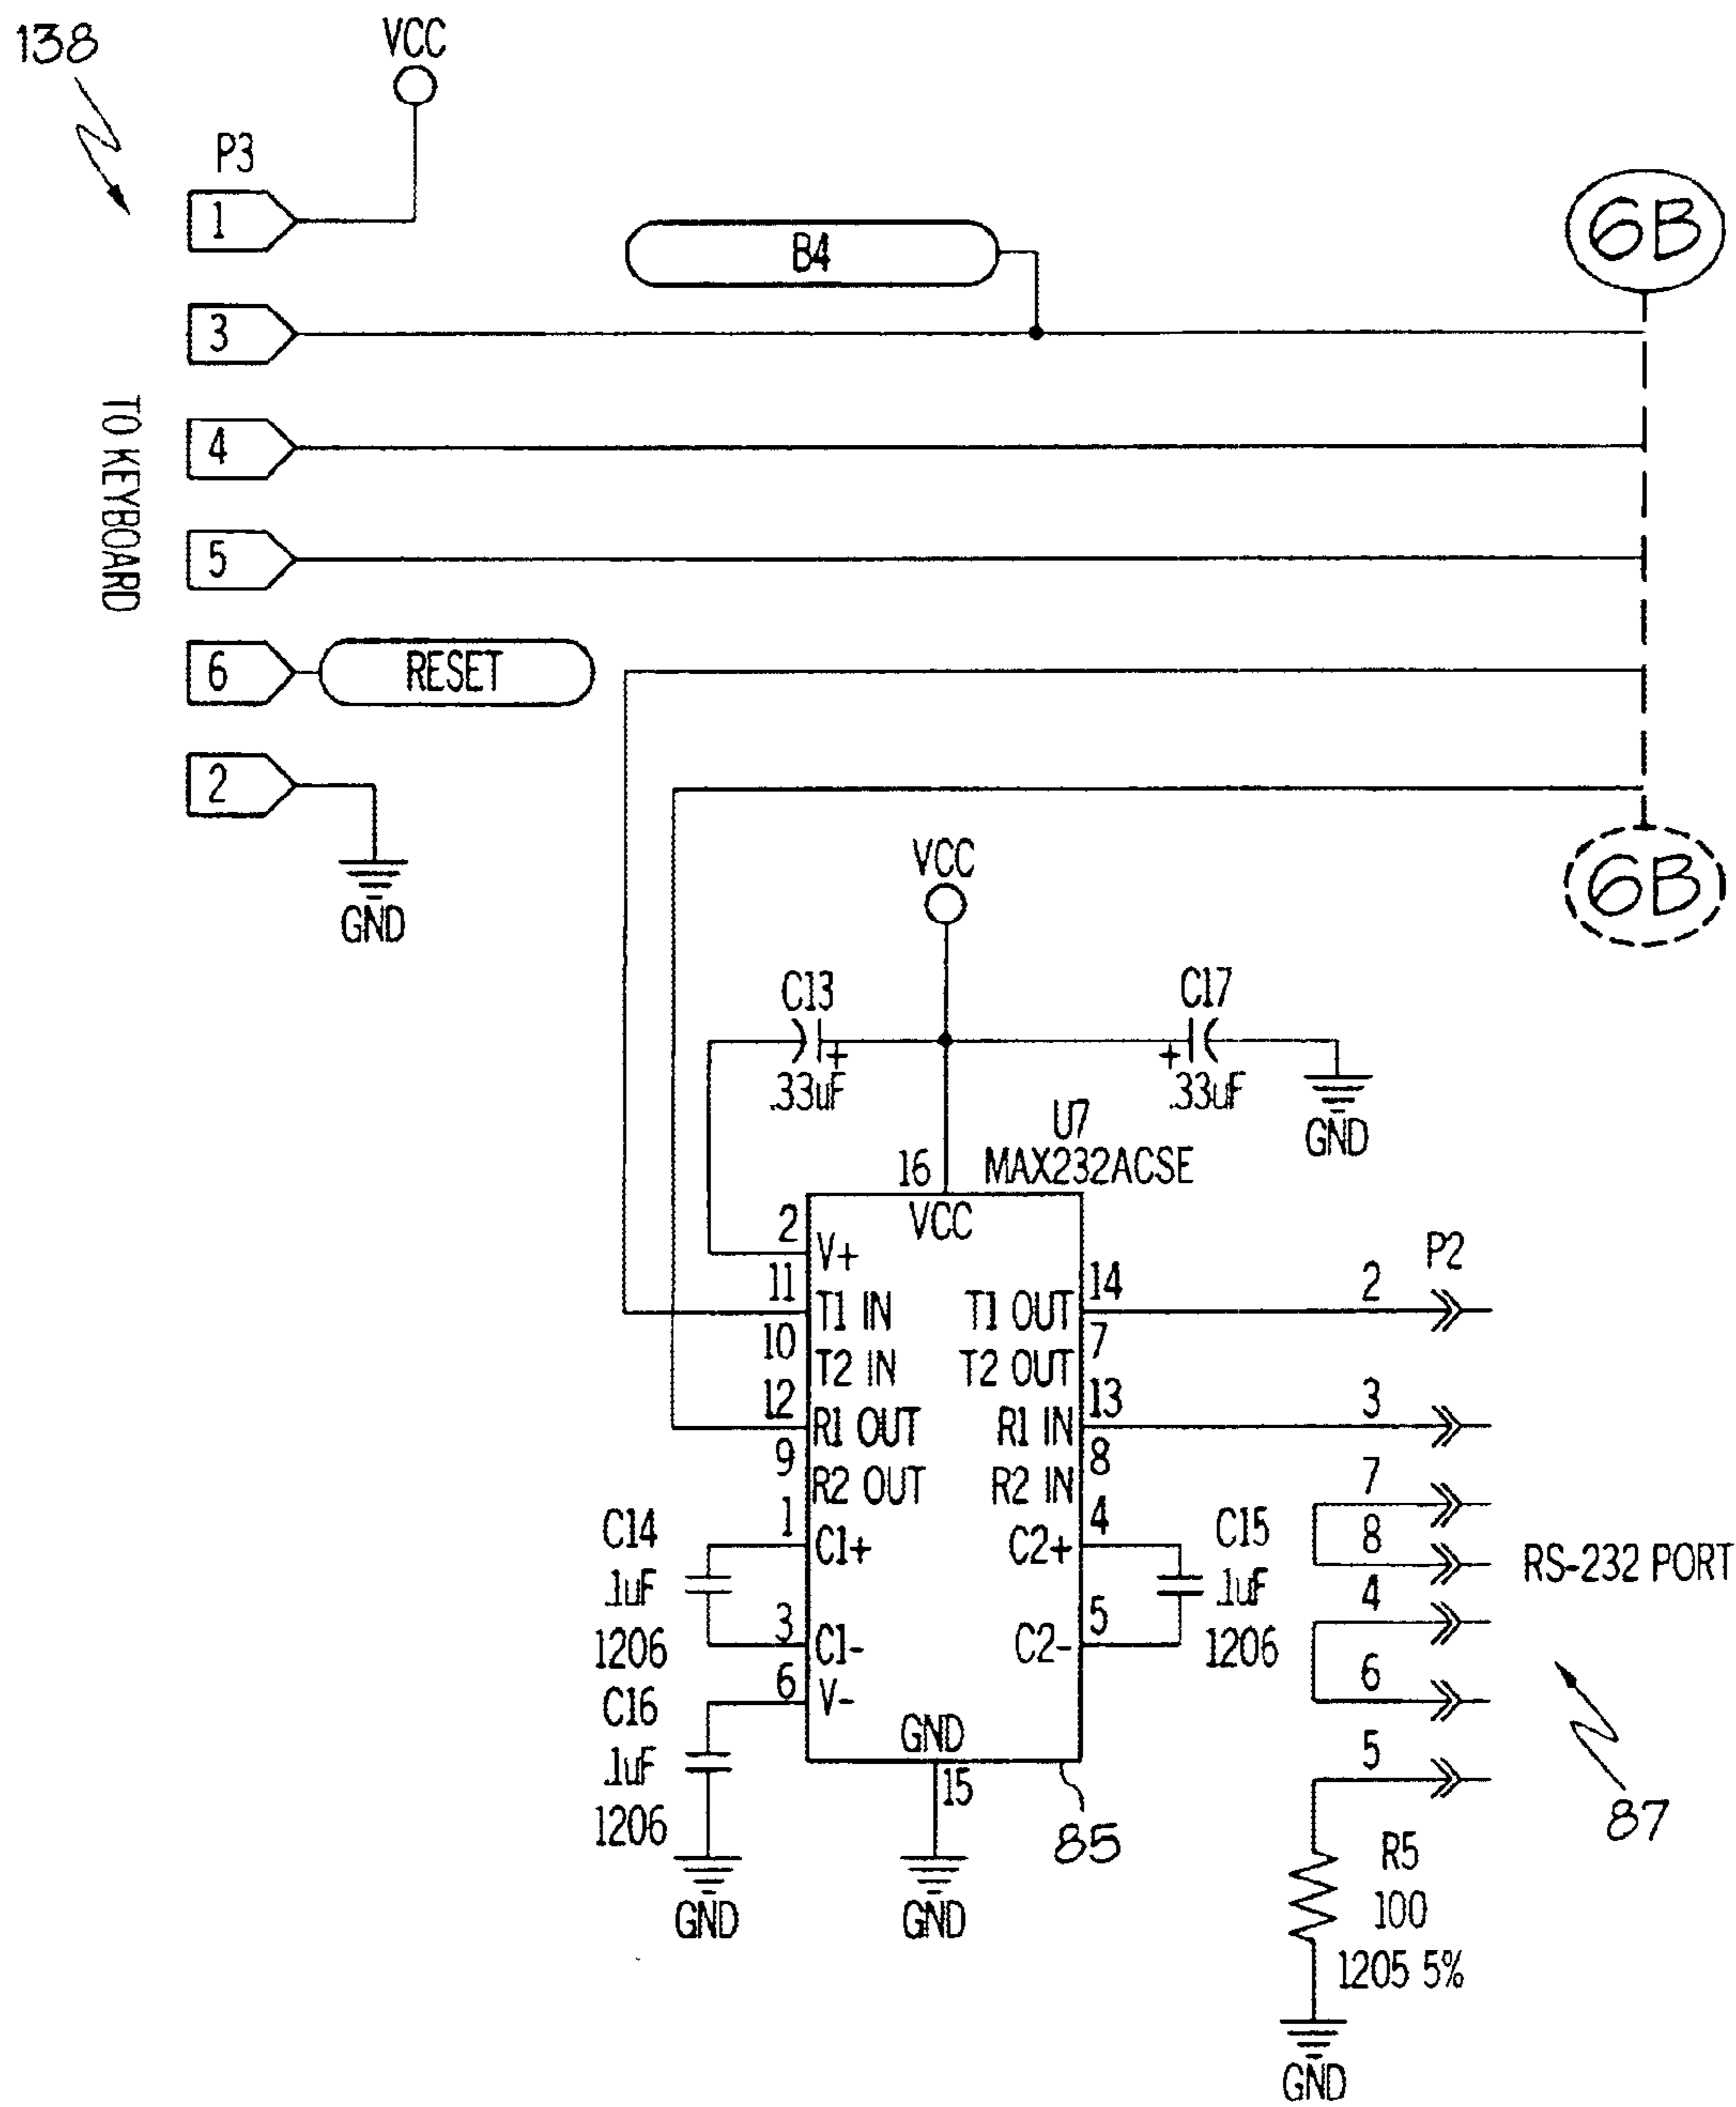 138
VCC
P3
1
B4
6B
3
4
TO KEYBOARD
5
6
RESET
2
GND
6B
VCC
C13
C17
+
+
.33uF
.33uF
GND
U7
MAX232ACSE
16
VCC
2
V+
P2
11
14
2
T1 IN
T1 OUT
10
7
T2 IN
T2 OUT
12
13
3
R1 OUT
R1 IN
9
8
7
R2 OUT
R2 IN
1
4
C14
C15
8
C1+
C2+
RS-232 PORT
.1uF
.1uF
4
3
5
1206
1206
C1-
C2-
6
6
C16
V-
GND
5
.1uF
15
1206
85
87
R5
GND
GND
100
1205 5%
GND